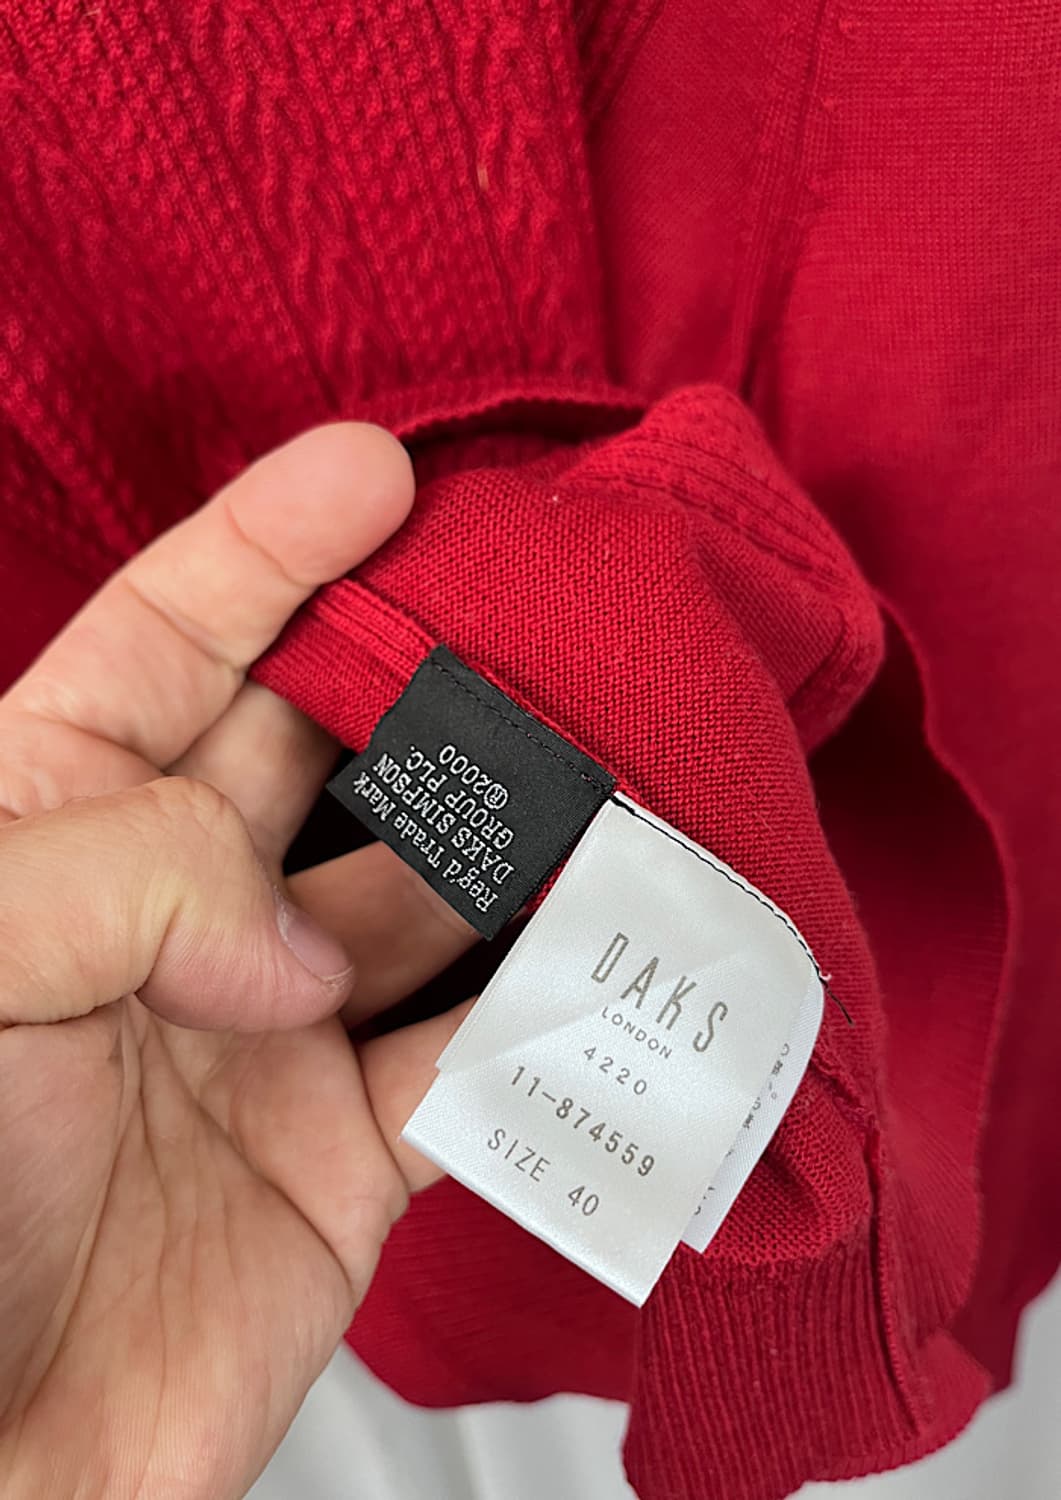 Reg'd Trade Mark
DAKS SIMPSON
GROUP PLC.
®2000
DAKS
LONDON
4220
11-874559
SIZE 40